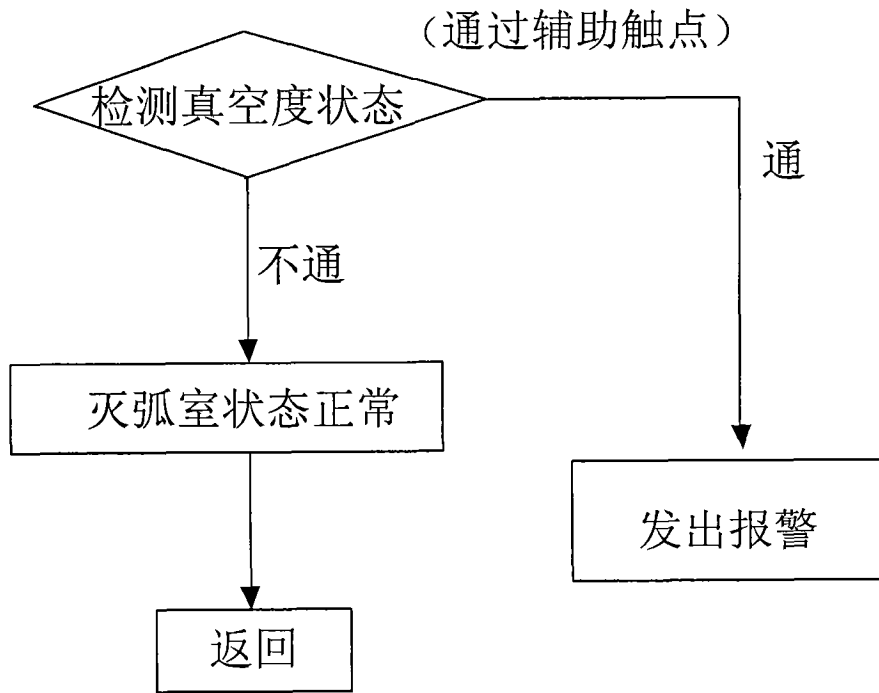 （通过辅助触点）
检测真空度状态
通
不通
灭弧室状态正常
发出报警
返回